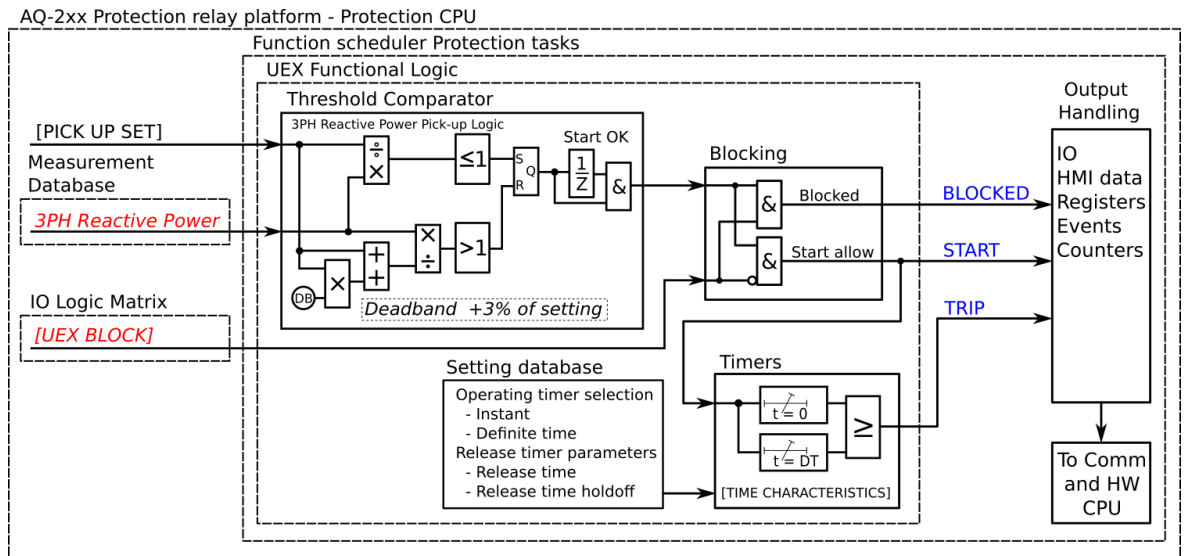 AQ-2xx Protection relay platform - Protection CPU
Function scheduler Protection tasks
UEX Functional Logic
Threshold Comparator
3PH Reactive Power Pick-up Logic
[PICK UP SET]
Measurement
Database
3PH Reactive Power
IO Logic Matrix
[UEX BLOCK]
÷
×
≤1
S
Q
R
Start OK
1
Z
&
×
÷
>1
+
+
×
DB
Deadband +3% of setting
Blocking
&
Blocked
&
Start allow
BLOCKED
START
TRIP
Output
Handling
IO
HMI data
Registers
Events
Counters
To Comm
and HW
CPU
Setting database
Operating timer selection
- Instant
- Definite time
Release timer parameters
- Release time
- Release time holdoff
Timers
t = 0
t = DT
≥
[TIME CHARACTERISTICS]